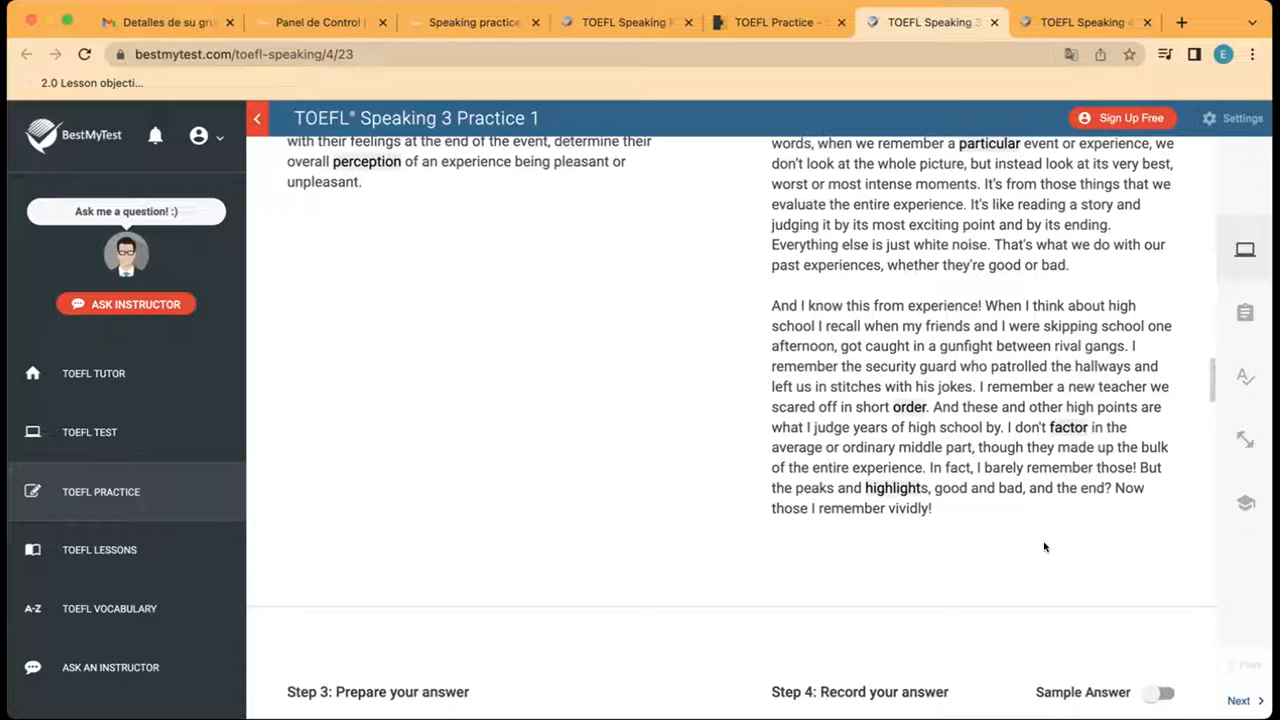 Detalles de su gru
Panel de Control |
Speaking practice
TOEFL Speaking P
TOEFL Practice –
TOEFL Speaking 3
TOEFL Speaking 4
bestmytest.com/toefl-speaking/4/23
E
2.0 Lesson objecti...
BestMyTest
Ask me a question! :)
ASK INSTRUCTOR
TOEFL TUTOR
TOEFL TEST
TOEFL PRACTICE
TOEFL LESSONS
A-Z TOEFL VOCABULARY
ASK AN INSTRUCTOR
TOEFL® Speaking 3 Practice 1
Sign Up Free
Settings
with their feelings at the end of the event, determine their
overall perception of an experience being pleasant or
unpleasant.
words, when we remember a particular event or experience, we
don't look at the whole picture, but instead look at its very best,
worst or most intense moments. It's from those things that we
evaluate the entire experience. It's like reading a story and
judging it by its most exciting point and by its ending.
Everything else is just white noise. That's what we do with our
past experiences, whether they're good or bad.
And I know this from experience! When I think about high
school I recall when my friends and I were skipping school one
afternoon, got caught in a gunfight between rival gangs. I
remember the security guard who patrolled the hallways and
left us in stitches with his jokes. I remember a new teacher we
scared off in short order. And these and other high points are
what I judge years of high school by. I don't factor in the
average or ordinary middle part, though they made up the bulk
of the entire experience. In fact, I barely remember those! But
the peaks and highlights, good and bad, and the end? Now
those I remember vividly!
Step 3: Prepare your answer
Step 4: Record your answer
Sample Answer
Prev
Next